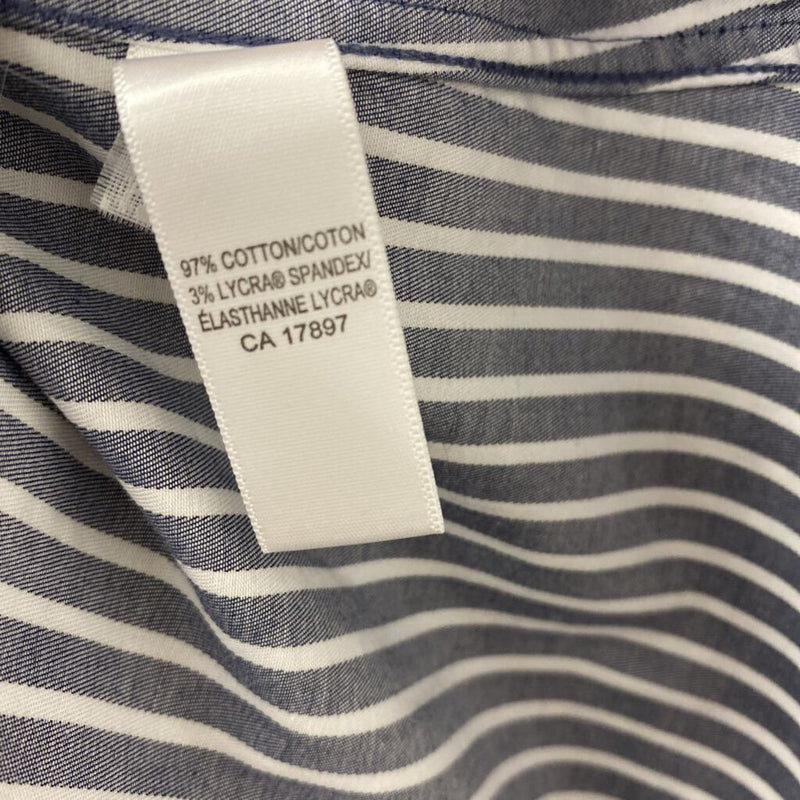 97% COTTON/COTON
3% LYCRA® SPANDEX/
ÉLASTHANNE LYCRA®
CA 17897